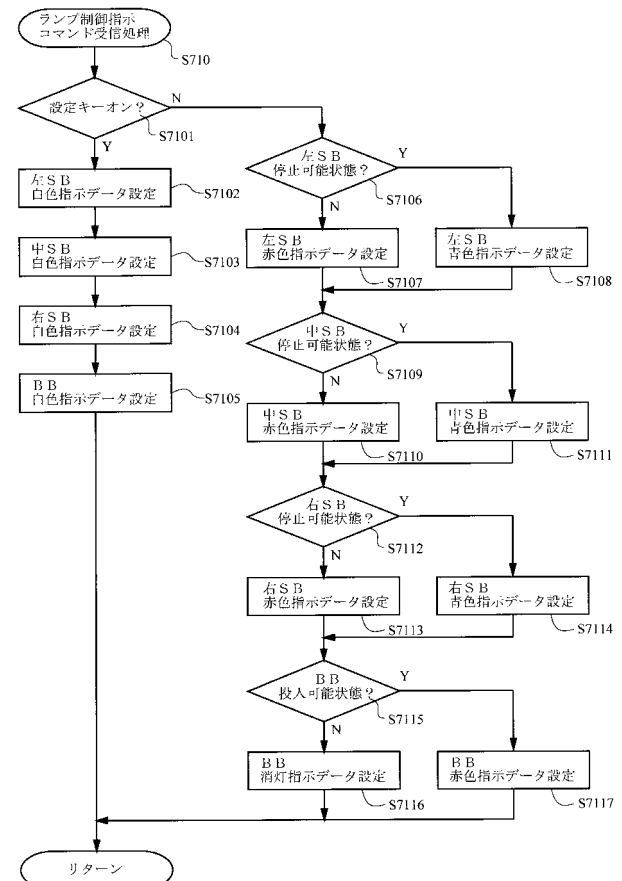 ランプ制御指示
コマンド受信処理
S710
設定キーオン？
S7101
N
Y
左ＳＢ
白色指示データ設定
S7102
中ＳＢ
白色指示データ設定
S7103
右ＳＢ
白色指示データ設定
S7104
ＢＢ
白色指示データ設定
S7105
左ＳＢ
停止可能状態？
S7106
Y
N
左ＳＢ
赤色指示データ設定
S7107
左ＳＢ
青色指示データ設定
S7108
中ＳＢ
停止可能状態？
S7109
Y
N
中ＳＢ
赤色指示データ設定
S7110
中ＳＢ
青色指示データ設定
S7111
右ＳＢ
停止可能状態？
S7112
Y
N
右ＳＢ
赤色指示データ設定
S7113
右ＳＢ
青色指示データ設定
S7114
ＢＢ
投入可能状態？
S7115
Y
N
ＢＢ
消灯指示データ設定
S7116
ＢＢ
赤色指示データ設定
S7117
リターン